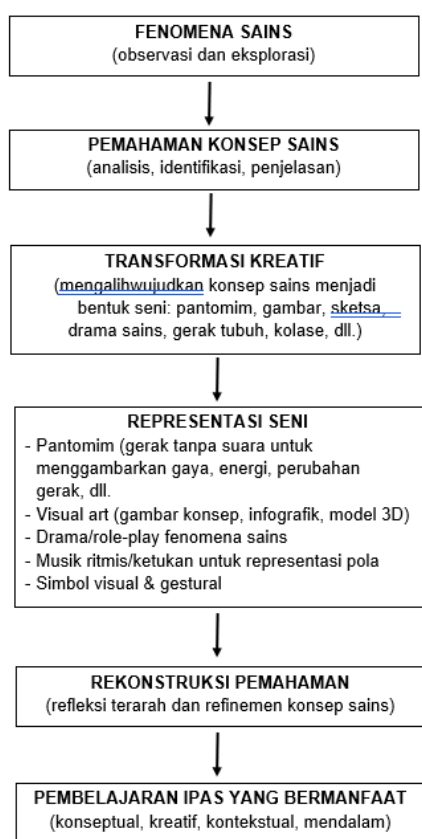 FENOMENA SAINS
(observasi dan eksplorasi)
PEMAHAMAN KONSEP SAINS
(analisis, identifikasi, penjelasan)
TRANSFORMASI KREATIF
(mengalihwujudkan konsep sains menjadi
bentuk seni: pantomim, gambar, sketsa,
drama sains, gerak tubuh, kolase, dll.)
REPRESENTASI SENI
- Pantomim (gerak tanpa suara untuk
menggambarkan gaya, energi, perubahan
gerak, dll.
- Visual art (gambar konsep, infografik, model 3D)
- Drama/role-play fenomena sains
- Musik ritmis/ketukan untuk representasi pola
- Simbol visual & gestural
REKONSTRUKSI PEMAHAMAN
(refleksi terarah dan refinemen konsep sains)
PEMBELAJARAN IPAS YANG BERMANFAAT
(konseptual, kreatif, kontekstual, mendalam)